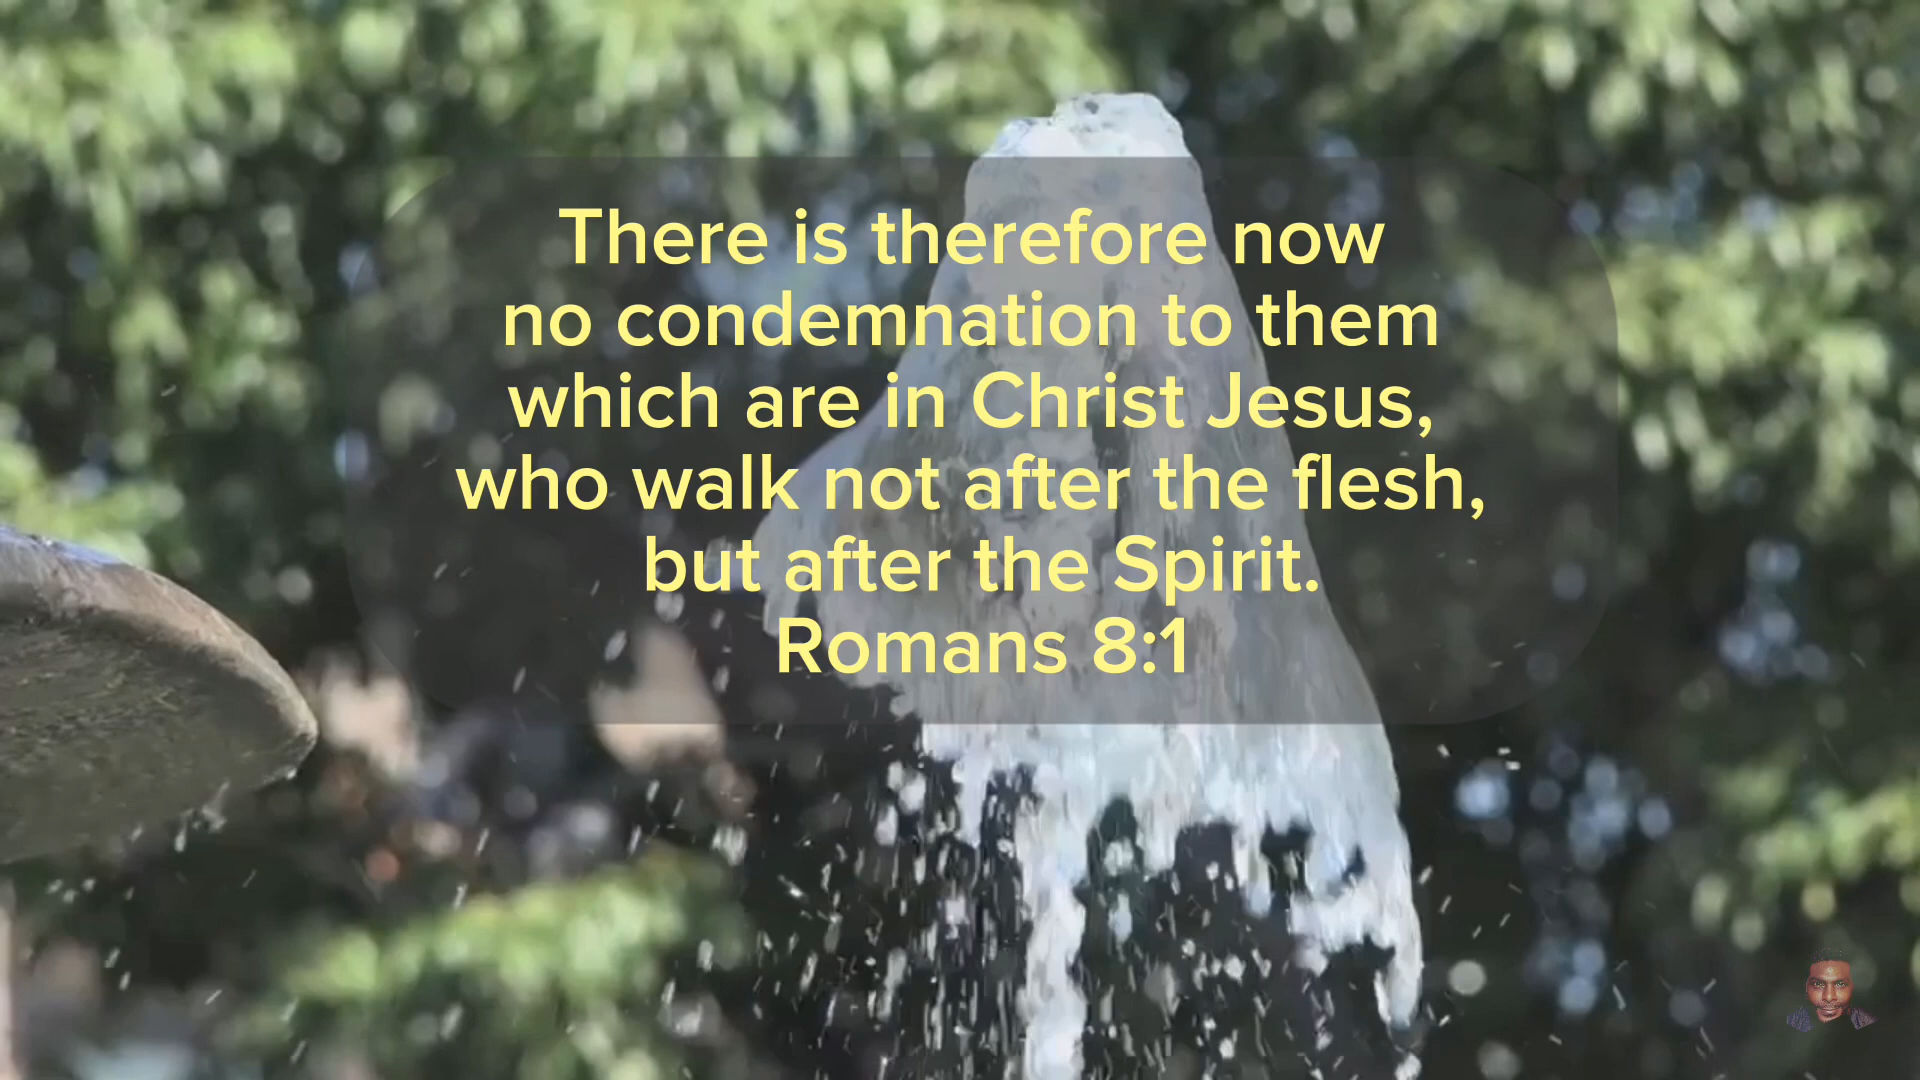 There is therefore now
no condemnation to them
which are in Christ Jesus,
who walk not after the flesh,
but after the Spirit.
Romans 8:1